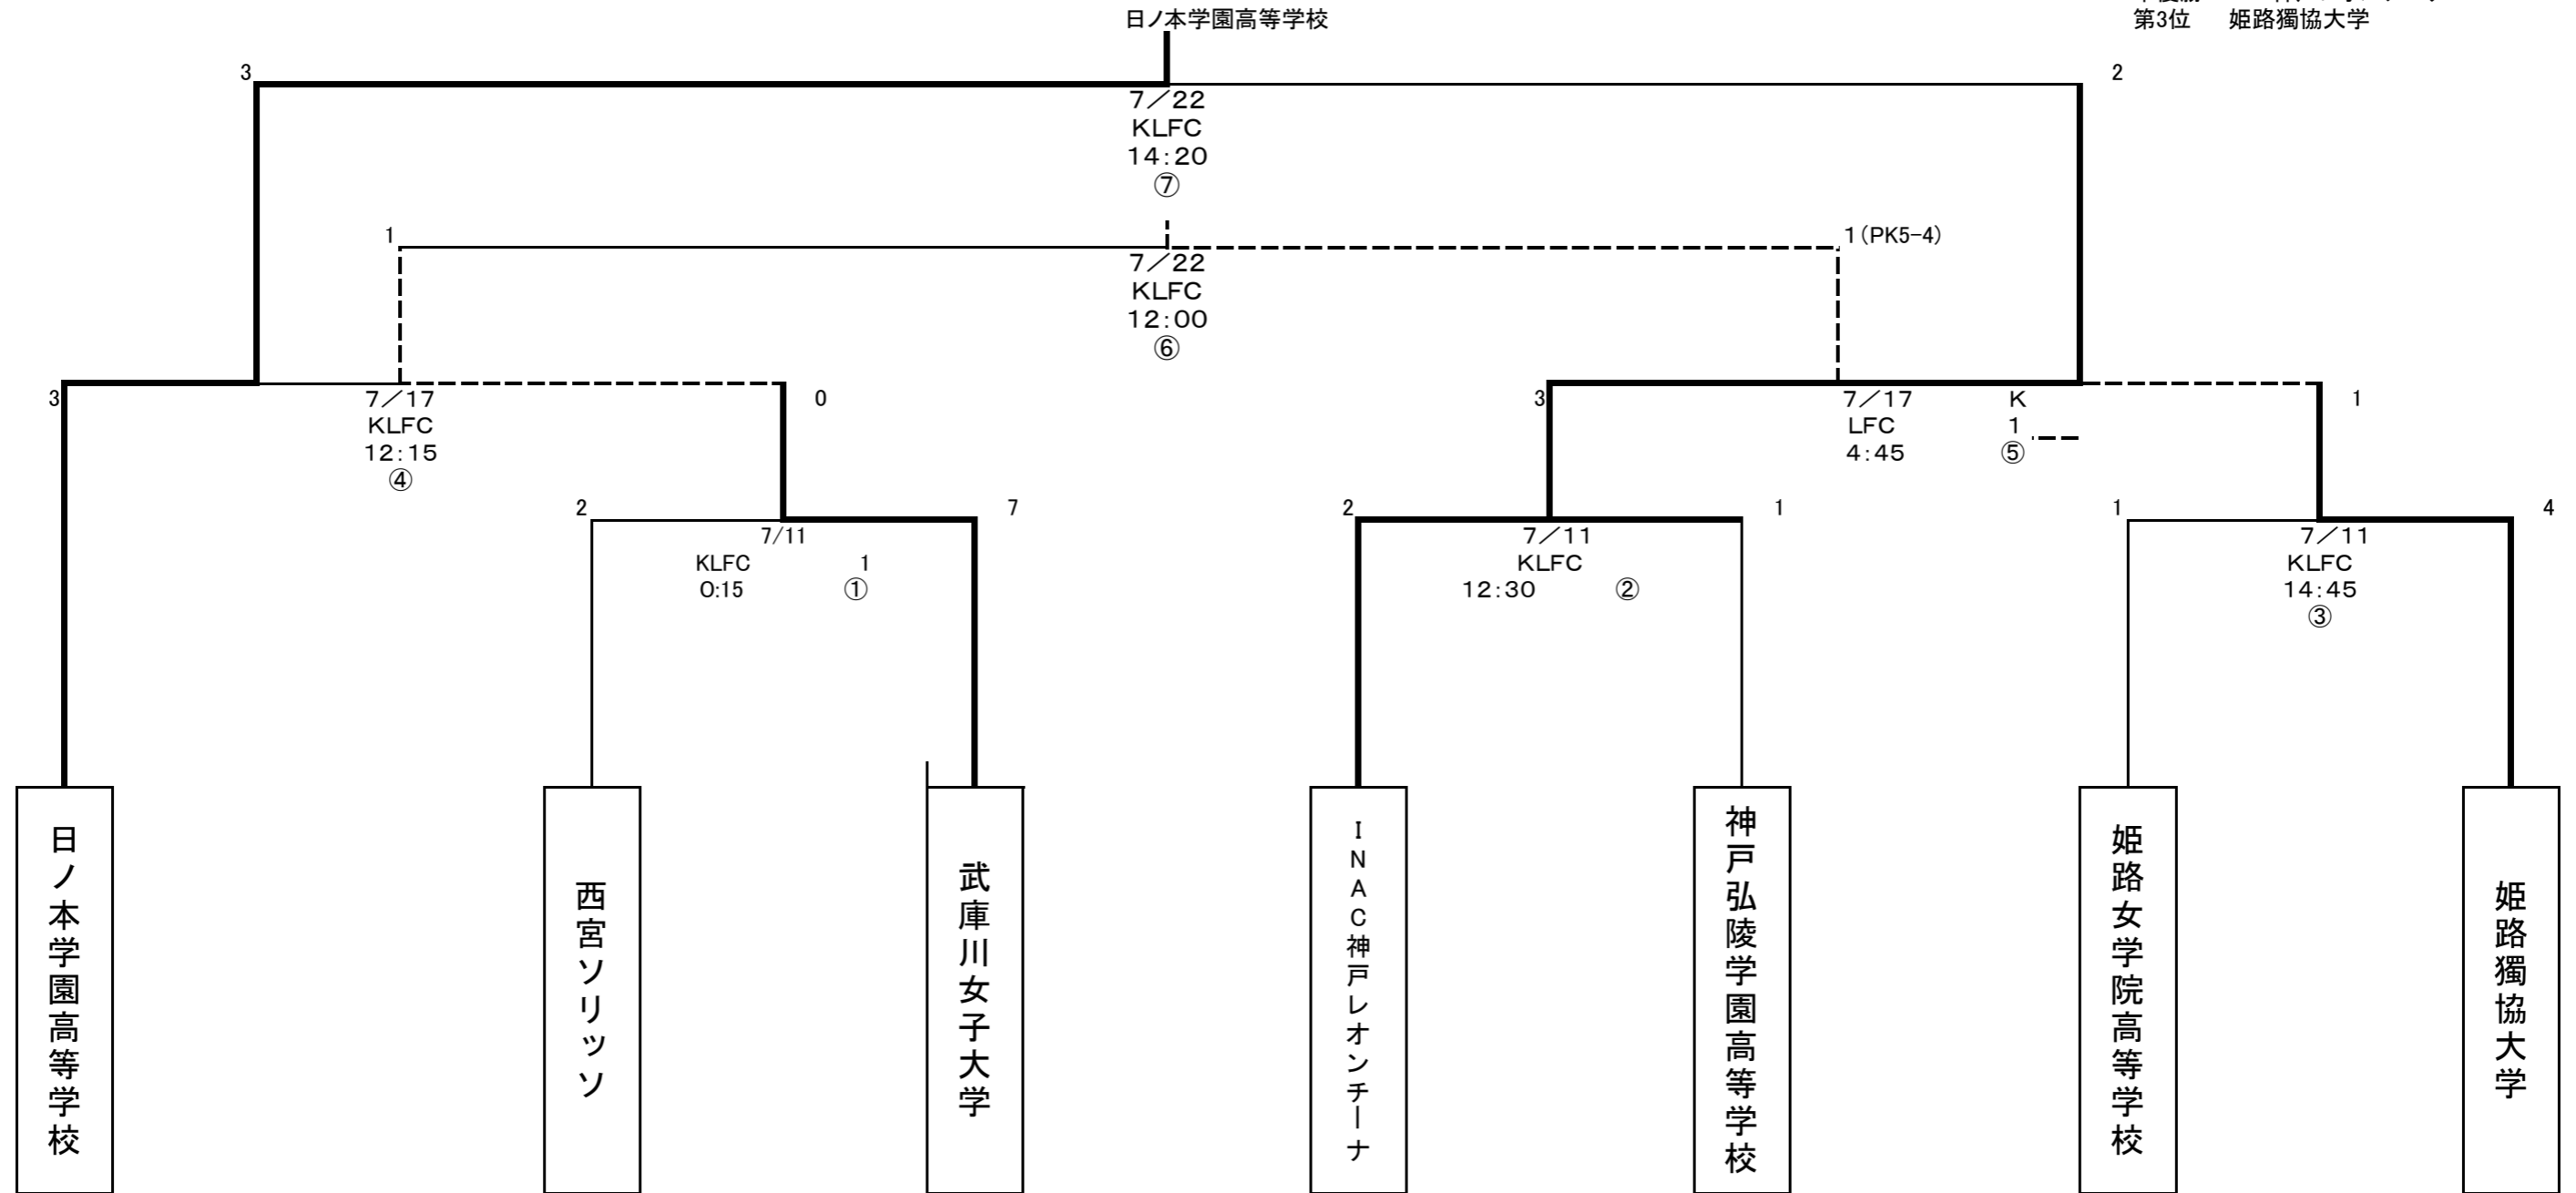 日ノ本学園高等学校
第3位 姫路獨協大学
3
2
7／22
KLFC
14:20
⑦
1
1(PK5-4)
7／22
KLFC
12:00
⑥
3
7／17
KLFC
12:15
④
0
3
7／17 K
LFC 1
4:45 ⑤
1
2
7/11
KLFC 1
0:15 ①
7
2
7／11
KLFC
12:30 ②
1
1
7／11
KLFC
14:45
③
4
日ノ本学園高等学校
西宮ソリッソ
武庫川女子大学
INAC神戸レオンチーナ
神戸弘陵学園高等学校
姫路女学院高等学校
姫路獨協大学